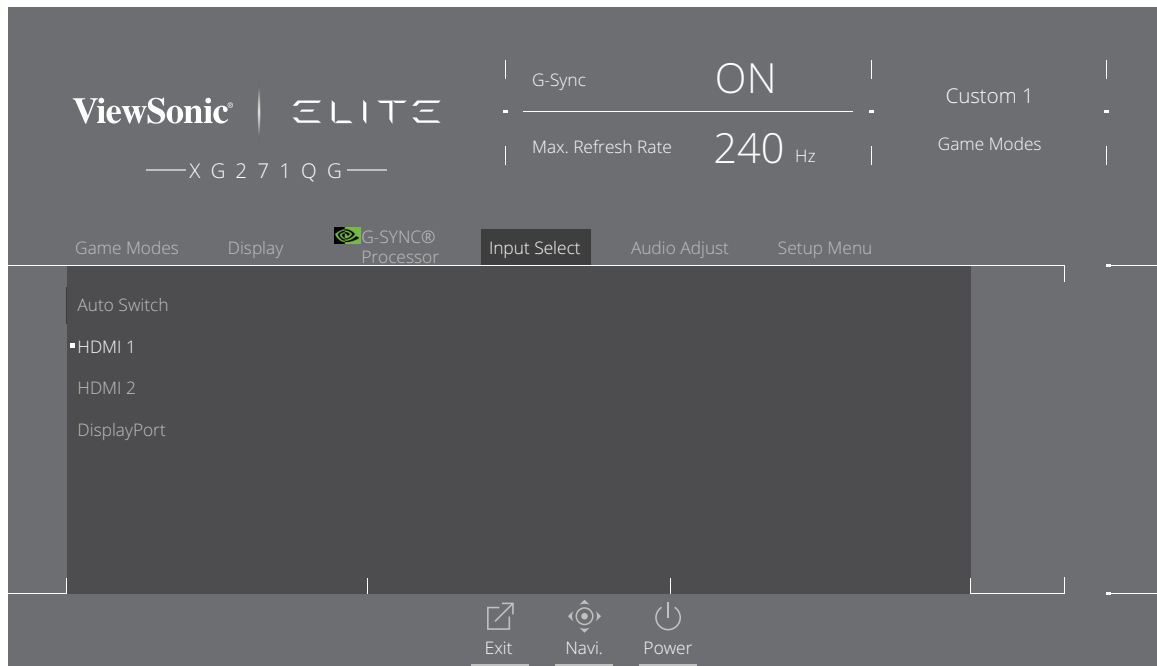 ViewSonic® ELITE
XG271QG
G-Sync ON
Max. Refresh Rate 240 Hz
Custom 1
Game Modes
Game Modes Display G-SYNC® Processor Input Select Audio Adjust Setup Menu
Auto Switch
HDMI 1
HDMI 2
DisplayPort
Exit Navi. Power